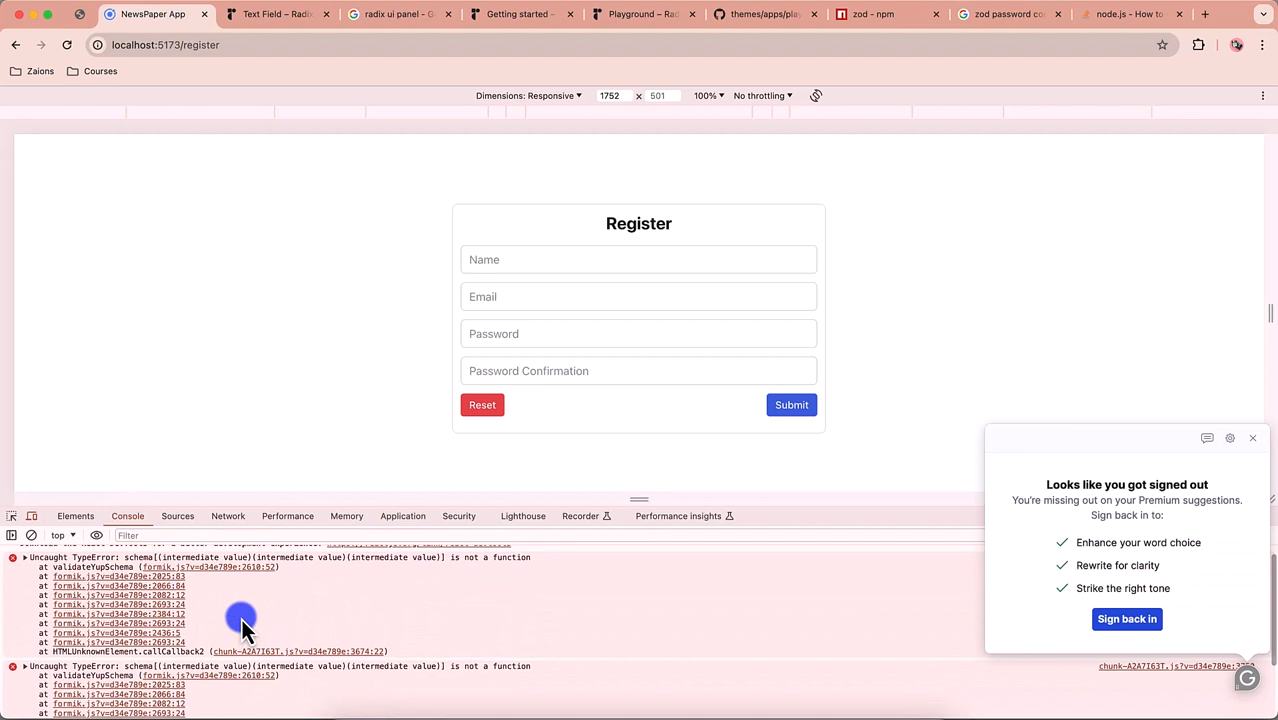 NewsPaper App
Text Field – Radix
radix ui panel - G
Getting started –
Playground – Rad
themes/apps/play
zod - npm
zod password co
node.js - How to
localhost:5173/register
Zaions
Courses
Dimensions: Responsive
1752 × 501
100%
No throttling
Register
Name
Email
Password
Password Confirmation
Reset
Submit
Looks like you got signed out
You're missing out on your Premium suggestions.
Sign back in to:
Enhance your word choice
Rewrite for clarity
Strike the right tone
Sign back in
Elements Console Sources Network Performance Memory Application Security Lighthouse Recorder Performance insights
top Filter
Uncaught TypeError: schema[(intermediate value)(intermediate value)(intermediate value)] is not a function
at validateYupSchema (formik.js?v=d34e789e:2610:52)
at formik.js?v=d34e789e:2025:83
at formik.js?v=d34e789e:2066:84
at formik.js?v=d34e789e:2082:12
at formik.js?v=d34e789e:2693:24
at formik.js?v=d34e789e:2384:12
at formik.js?v=d34e789e:2693:24
at formik.js?v=d34e789e:2436:5
at formik.js?v=d34e789e:2693:24
at HTMLUnknownElement.callCallback2 (chunk-A2A7I63T.js?v=d34e789e:3674:22)
Uncaught TypeError: schema[(intermediate value)(intermediate value)(intermediate value)] is not a function
at validateYupSchema (formik.js?v=d34e789e:2610:52)
at formik.js?v=d34e789e:2025:83
at formik.js?v=d34e789e:2066:84
at formik.js?v=d34e789e:2082:12
at formik.js?v=d34e789e:2693:24